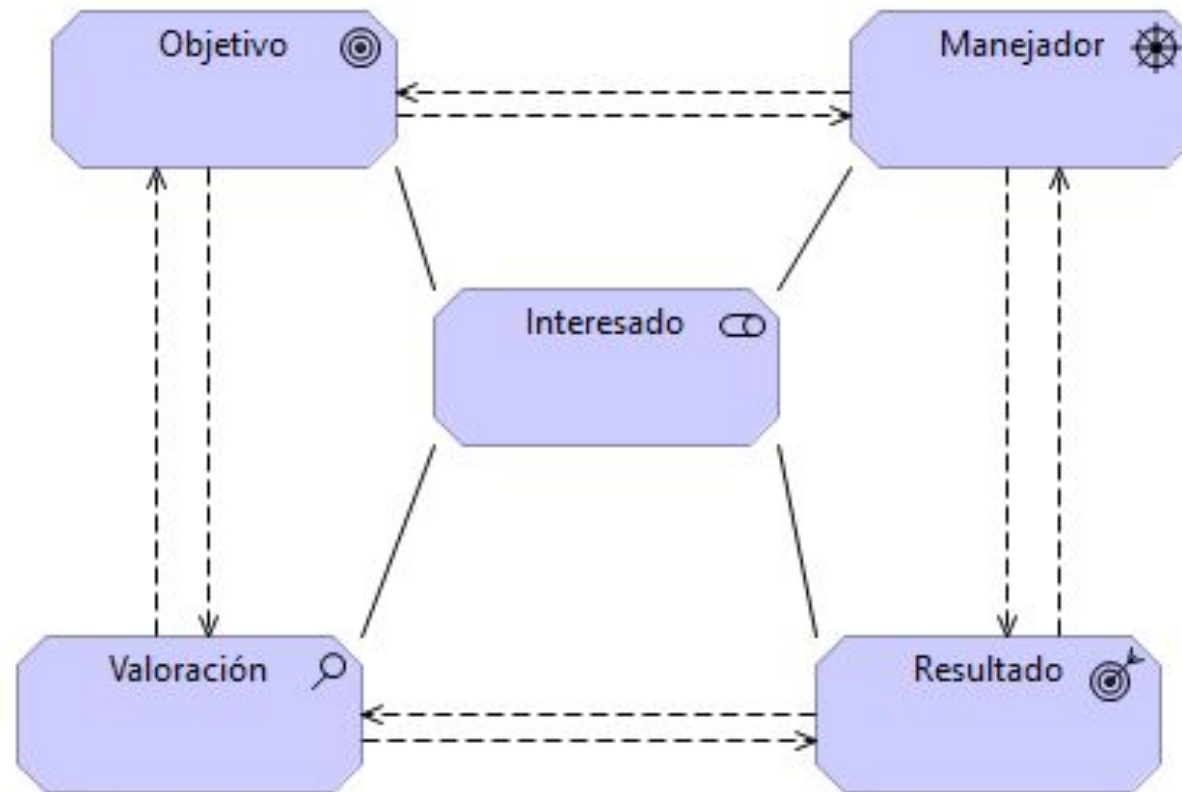 Objetivo
Manejador
Interesado
Valoración
Resultado